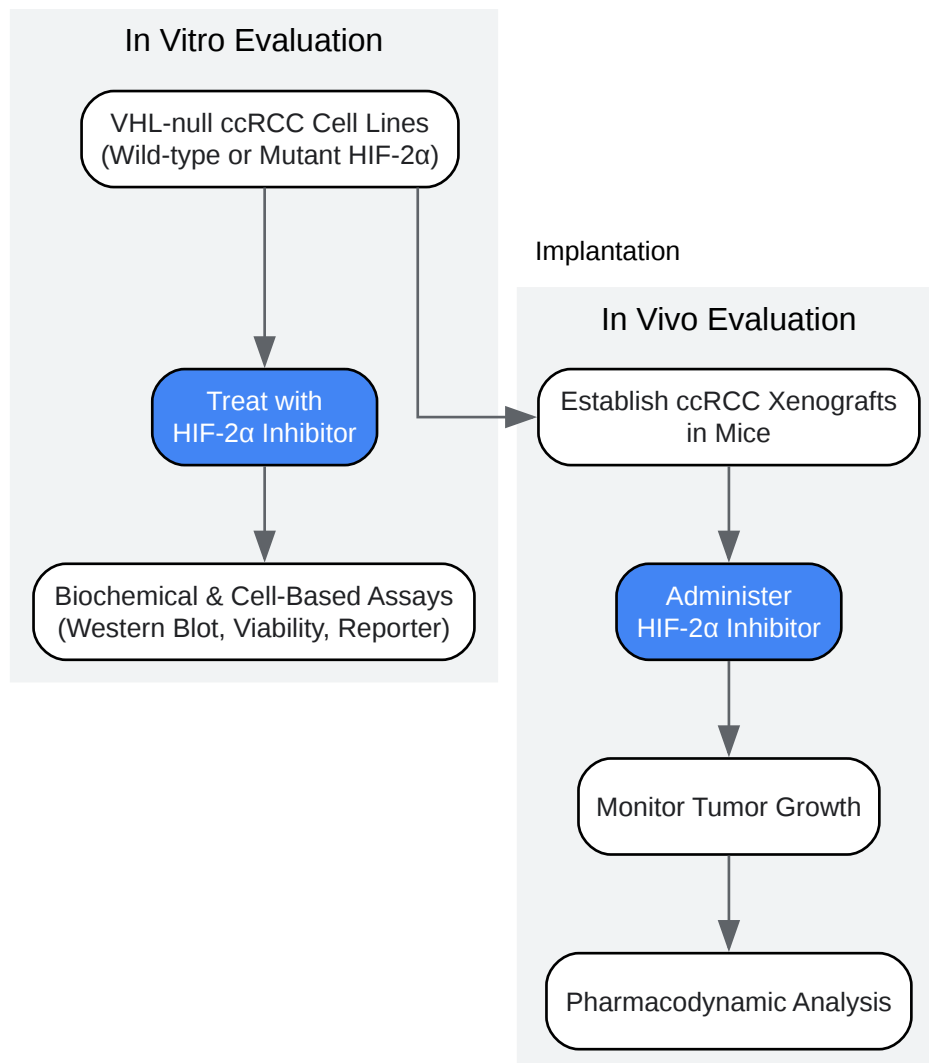 In Vitro Evaluation
VHL-null ccRCC Cell Lines
(Wild-type or Mutant HIF-2α)
Treat with
HIF-2α Inhibitor
Biochemical & Cell-Based Assays
(Western Blot, Viability, Reporter)
Implantation
In Vivo Evaluation
Establish ccRCC Xenografts
in Mice
Administer
HIF-2α Inhibitor
Monitor Tumor Growth
Pharmacodynamic Analysis